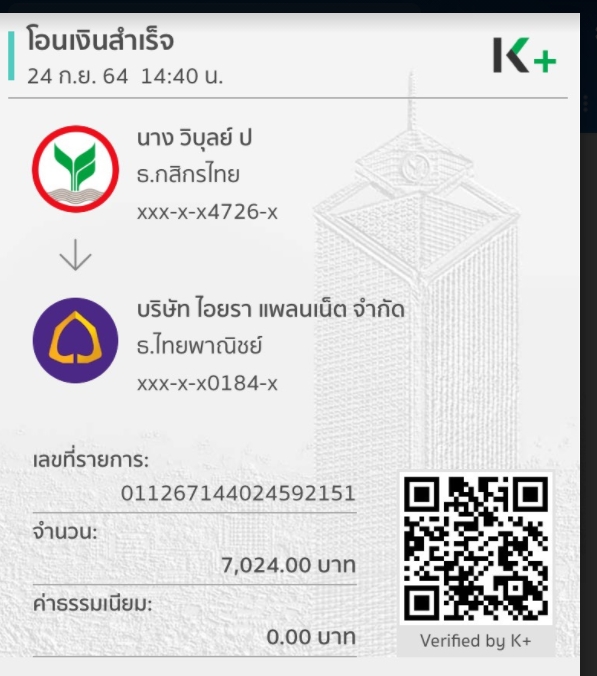 โอนเงินสำเร็จ
24 ก.ย. 64 14:40 น.
K+
นาง วิบุลย์ ป
ธ.กสิกรไทย
xxx-x-x4726-x
บริษัท ไอยรา แพลนเน็ต จำกัด
ธ.ไทยพาณิชย์
xxx-x-x0184-x
เลขที่รายการ:
011267144024592151
จำนวน:
7,024.00 บาท
ค่าธรรมเนียม:
0.00 บาท
Verified by K+